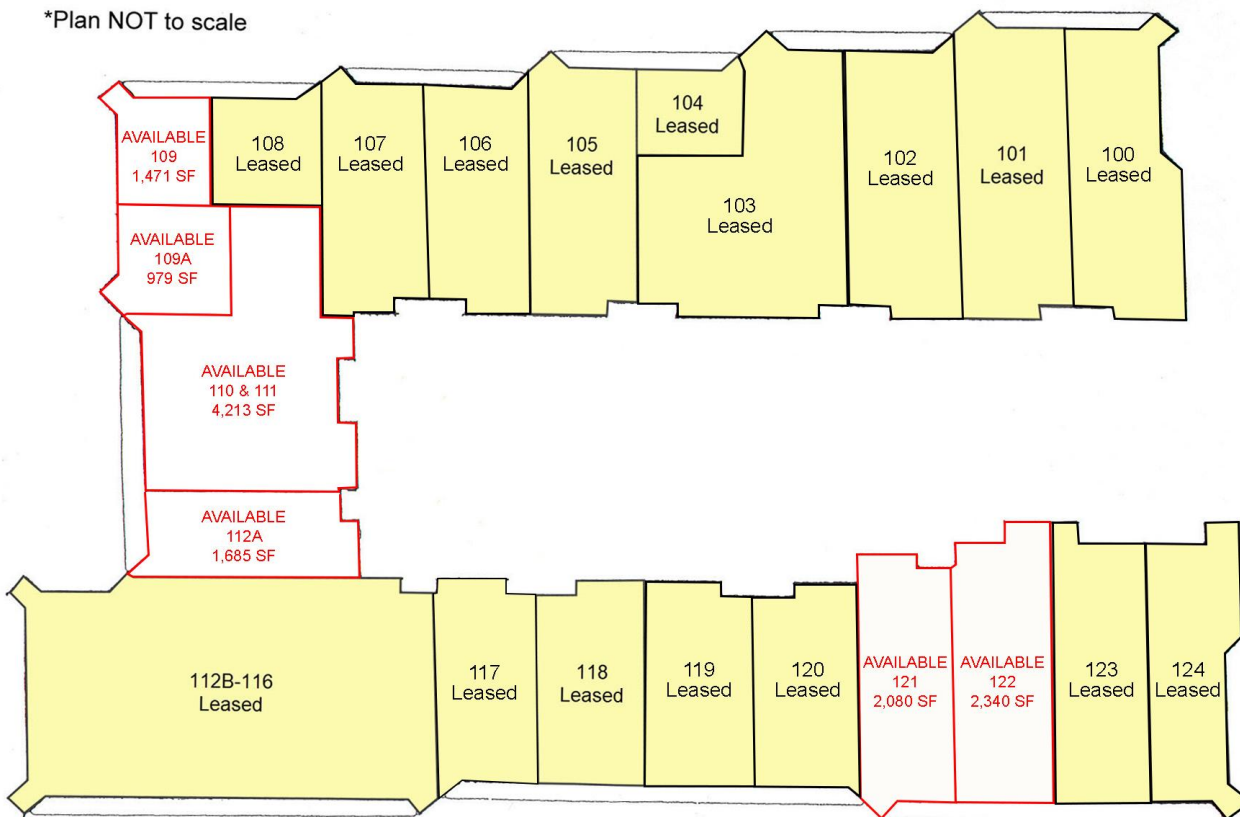 *Plan NOT to scale
AVAILABLE
109
1,471 SF
108
Leased
107
Leased
106
Leased
105
Leased
104
Leased
103
Leased
102
Leased
101
Leased
100
Leased
AVAILABLE
109A
979 SF
AVAILABLE
110 & 111
4,213 SF
AVAILABLE
112A
1,685 SF
112B-116
Leased
117
Leased
118
Leased
119
Leased
120
Leased
AVAILABLE
121
2,080 SF
AVAILABLE
122
2,340 SF
123
Leased
124
Leased